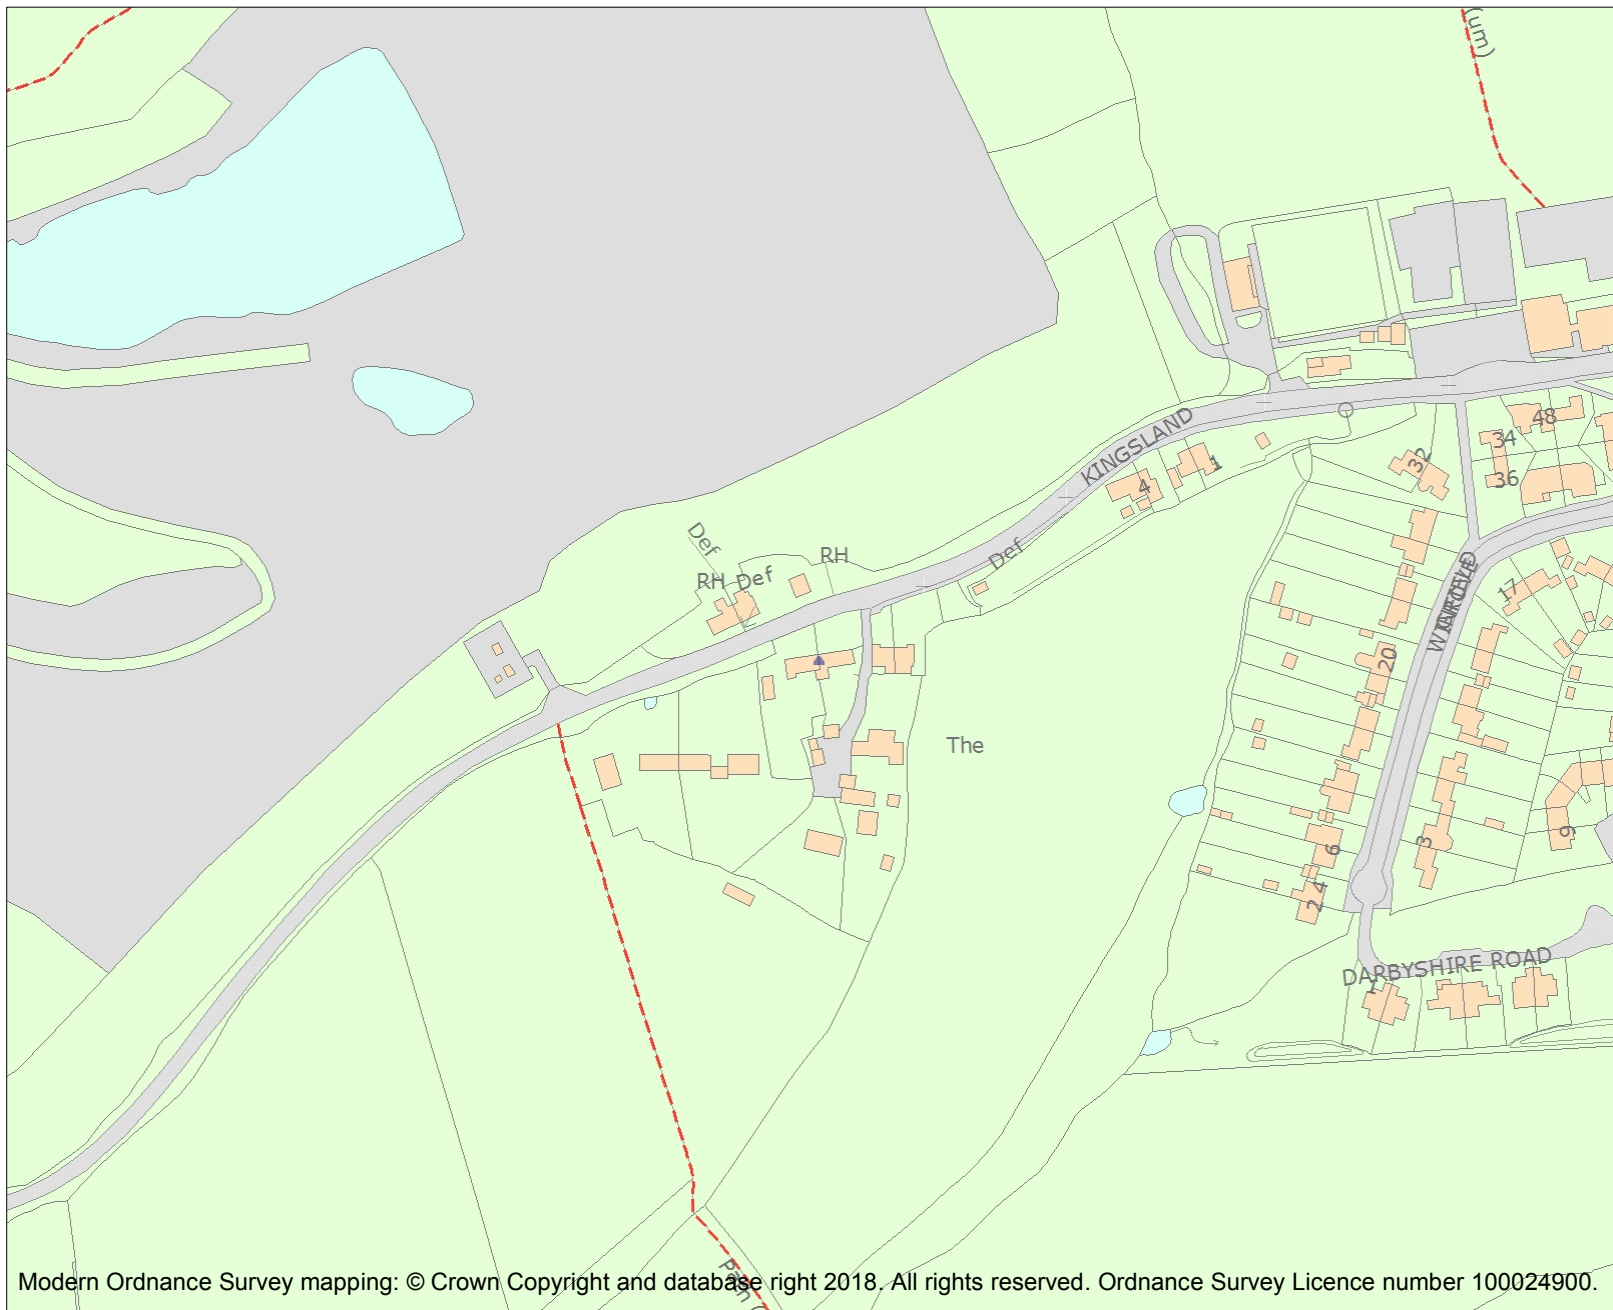 (um)
48
34
32
36
KINGSLAND
1
4
Def
RH
Def
RH
Def
17
20
The
3
6
9
2 4
DARBYSHIRE ROAD
1
Path (
Modern Ordnance Survey mapping: © Crown Copyright and database right 2018. All rights reserved. Ordnance Survey Licence number 100024900.